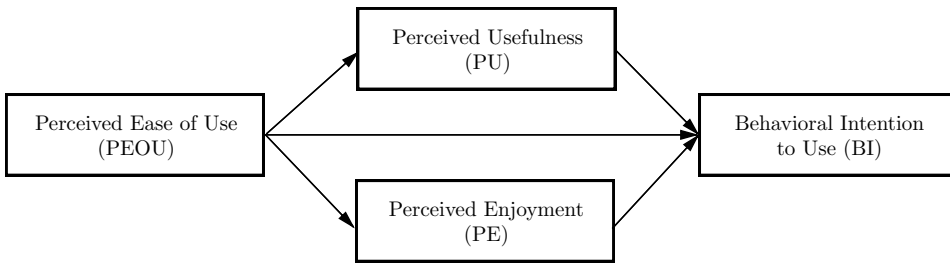 Perceived Usefulness
(PU)
Perceived Ease of Use
(PEOU)
Behavioral Intention
to Use (BI)
Perceived Enjoyment
(PE)